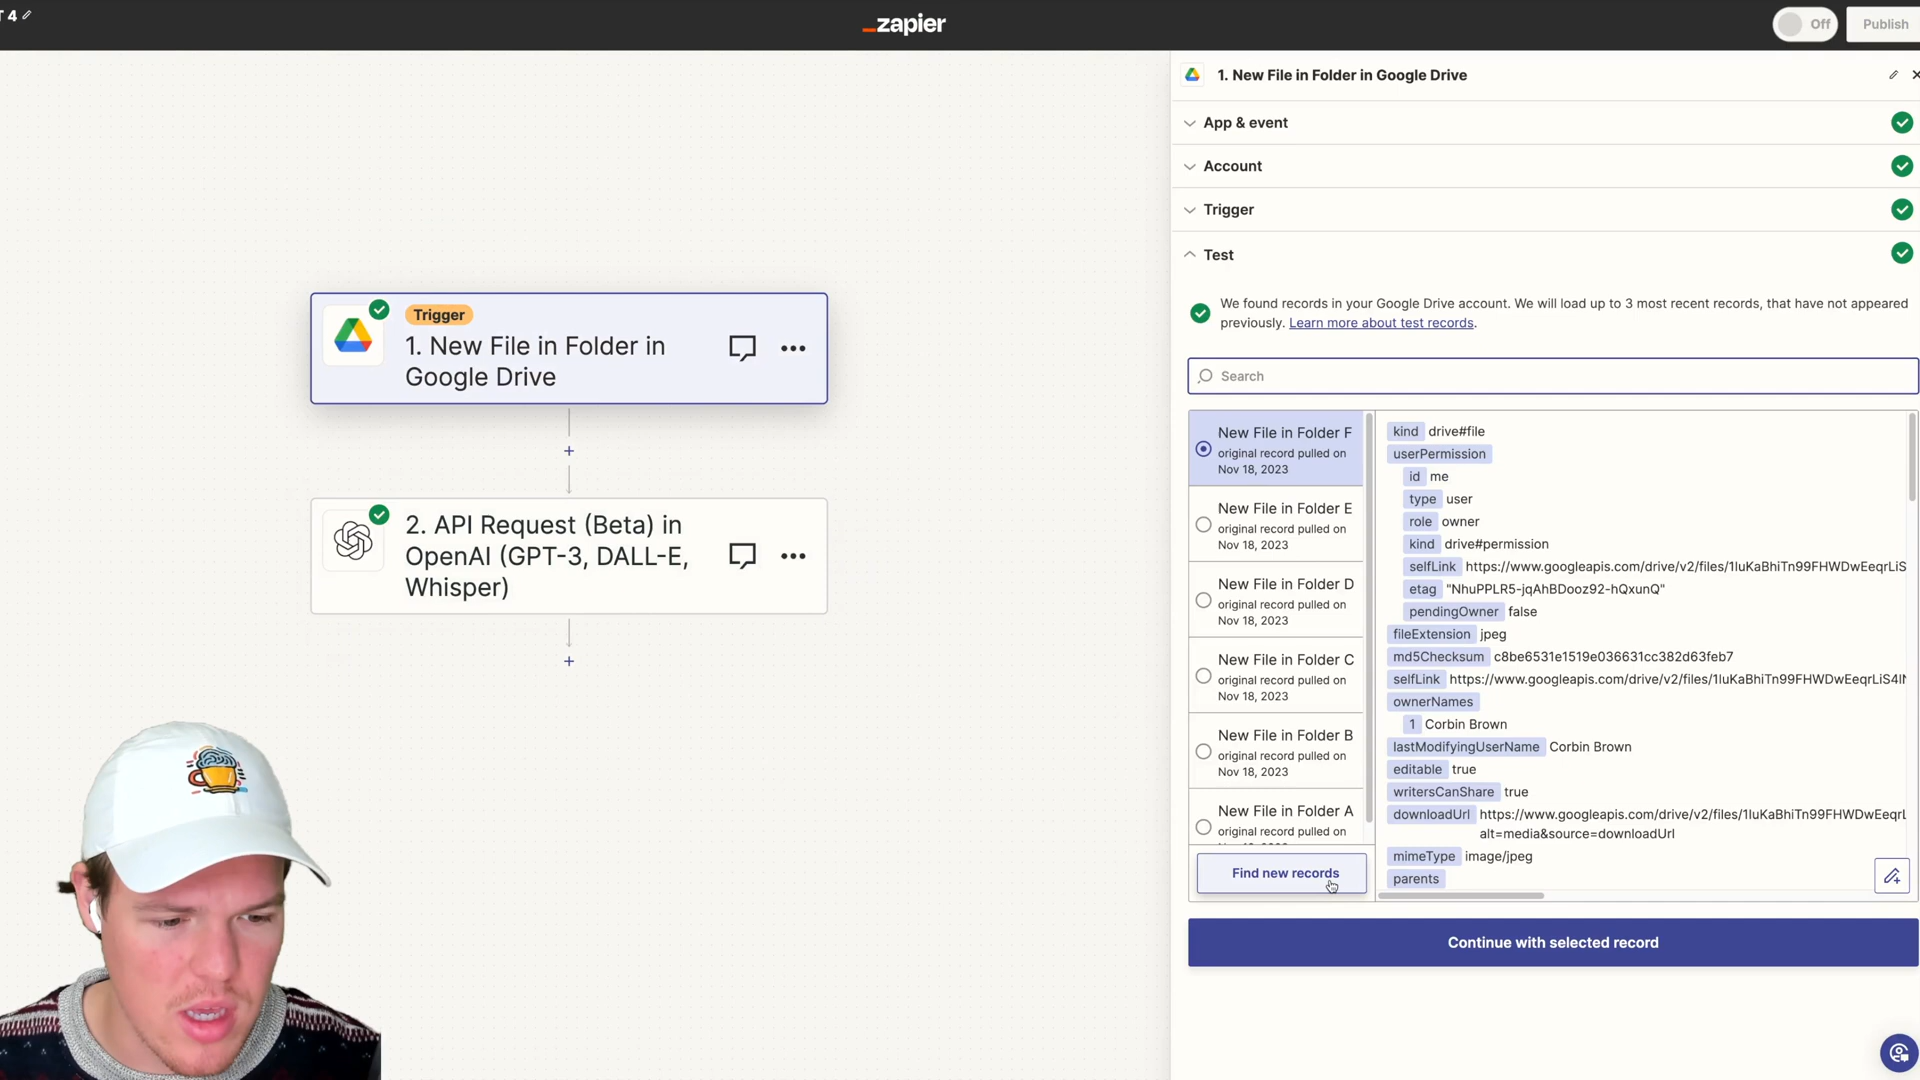 T 4
_zapier
Off
Publish
1. New File in Folder in Google Drive
App & event
Account
Trigger
Test
We found records in your Google Drive account. We will load up to 3 most recent records, that have not appeared
previously. Learn more about test records.
Search
New File in Folder F
original record pulled on
Nov 18, 2023
New File in Folder E
original record pulled on
Nov 18, 2023
New File in Folder D
original record pulled on
Nov 18, 2023
New File in Folder C
original record pulled on
Nov 18, 2023
New File in Folder B
original record pulled on
Nov 18, 2023
New File in Folder A
original record pulled on
Find new records
kind drive#file
userPermission
id me
type user
role owner
kind drive#permission
selfLink https://www.googleapis.com/drive/v2/files/1IuKaBhiTn99FHWDwEeqrLiS
etag "NhuPPLR5-jqAhBDooz92-hQxunQ"
pendingOwner false
fileExtension jpeg
md5Checksum c8be6531e1519e036631cc382d63feb7
selfLink https://www.googleapis.com/drive/v2/files/1IuKaBhiTn99FHWDwEeqrLiS4II
ownerNames
1 Corbin Brown
lastModifyingUserName Corbin Brown
editable true
writersCanShare true
downloadUrl https://www.googleapis.com/drive/v2/files/1IuKaBhiTn99FHWDwEeqrL
alt=media&source=downloadUrl
mimeType image/jpeg
parents
Continue with selected record
Trigger
1. New File in Folder in
Google Drive
2. API Request (Beta) in
OpenAI (GPT-3, DALL-E,
Whisper)